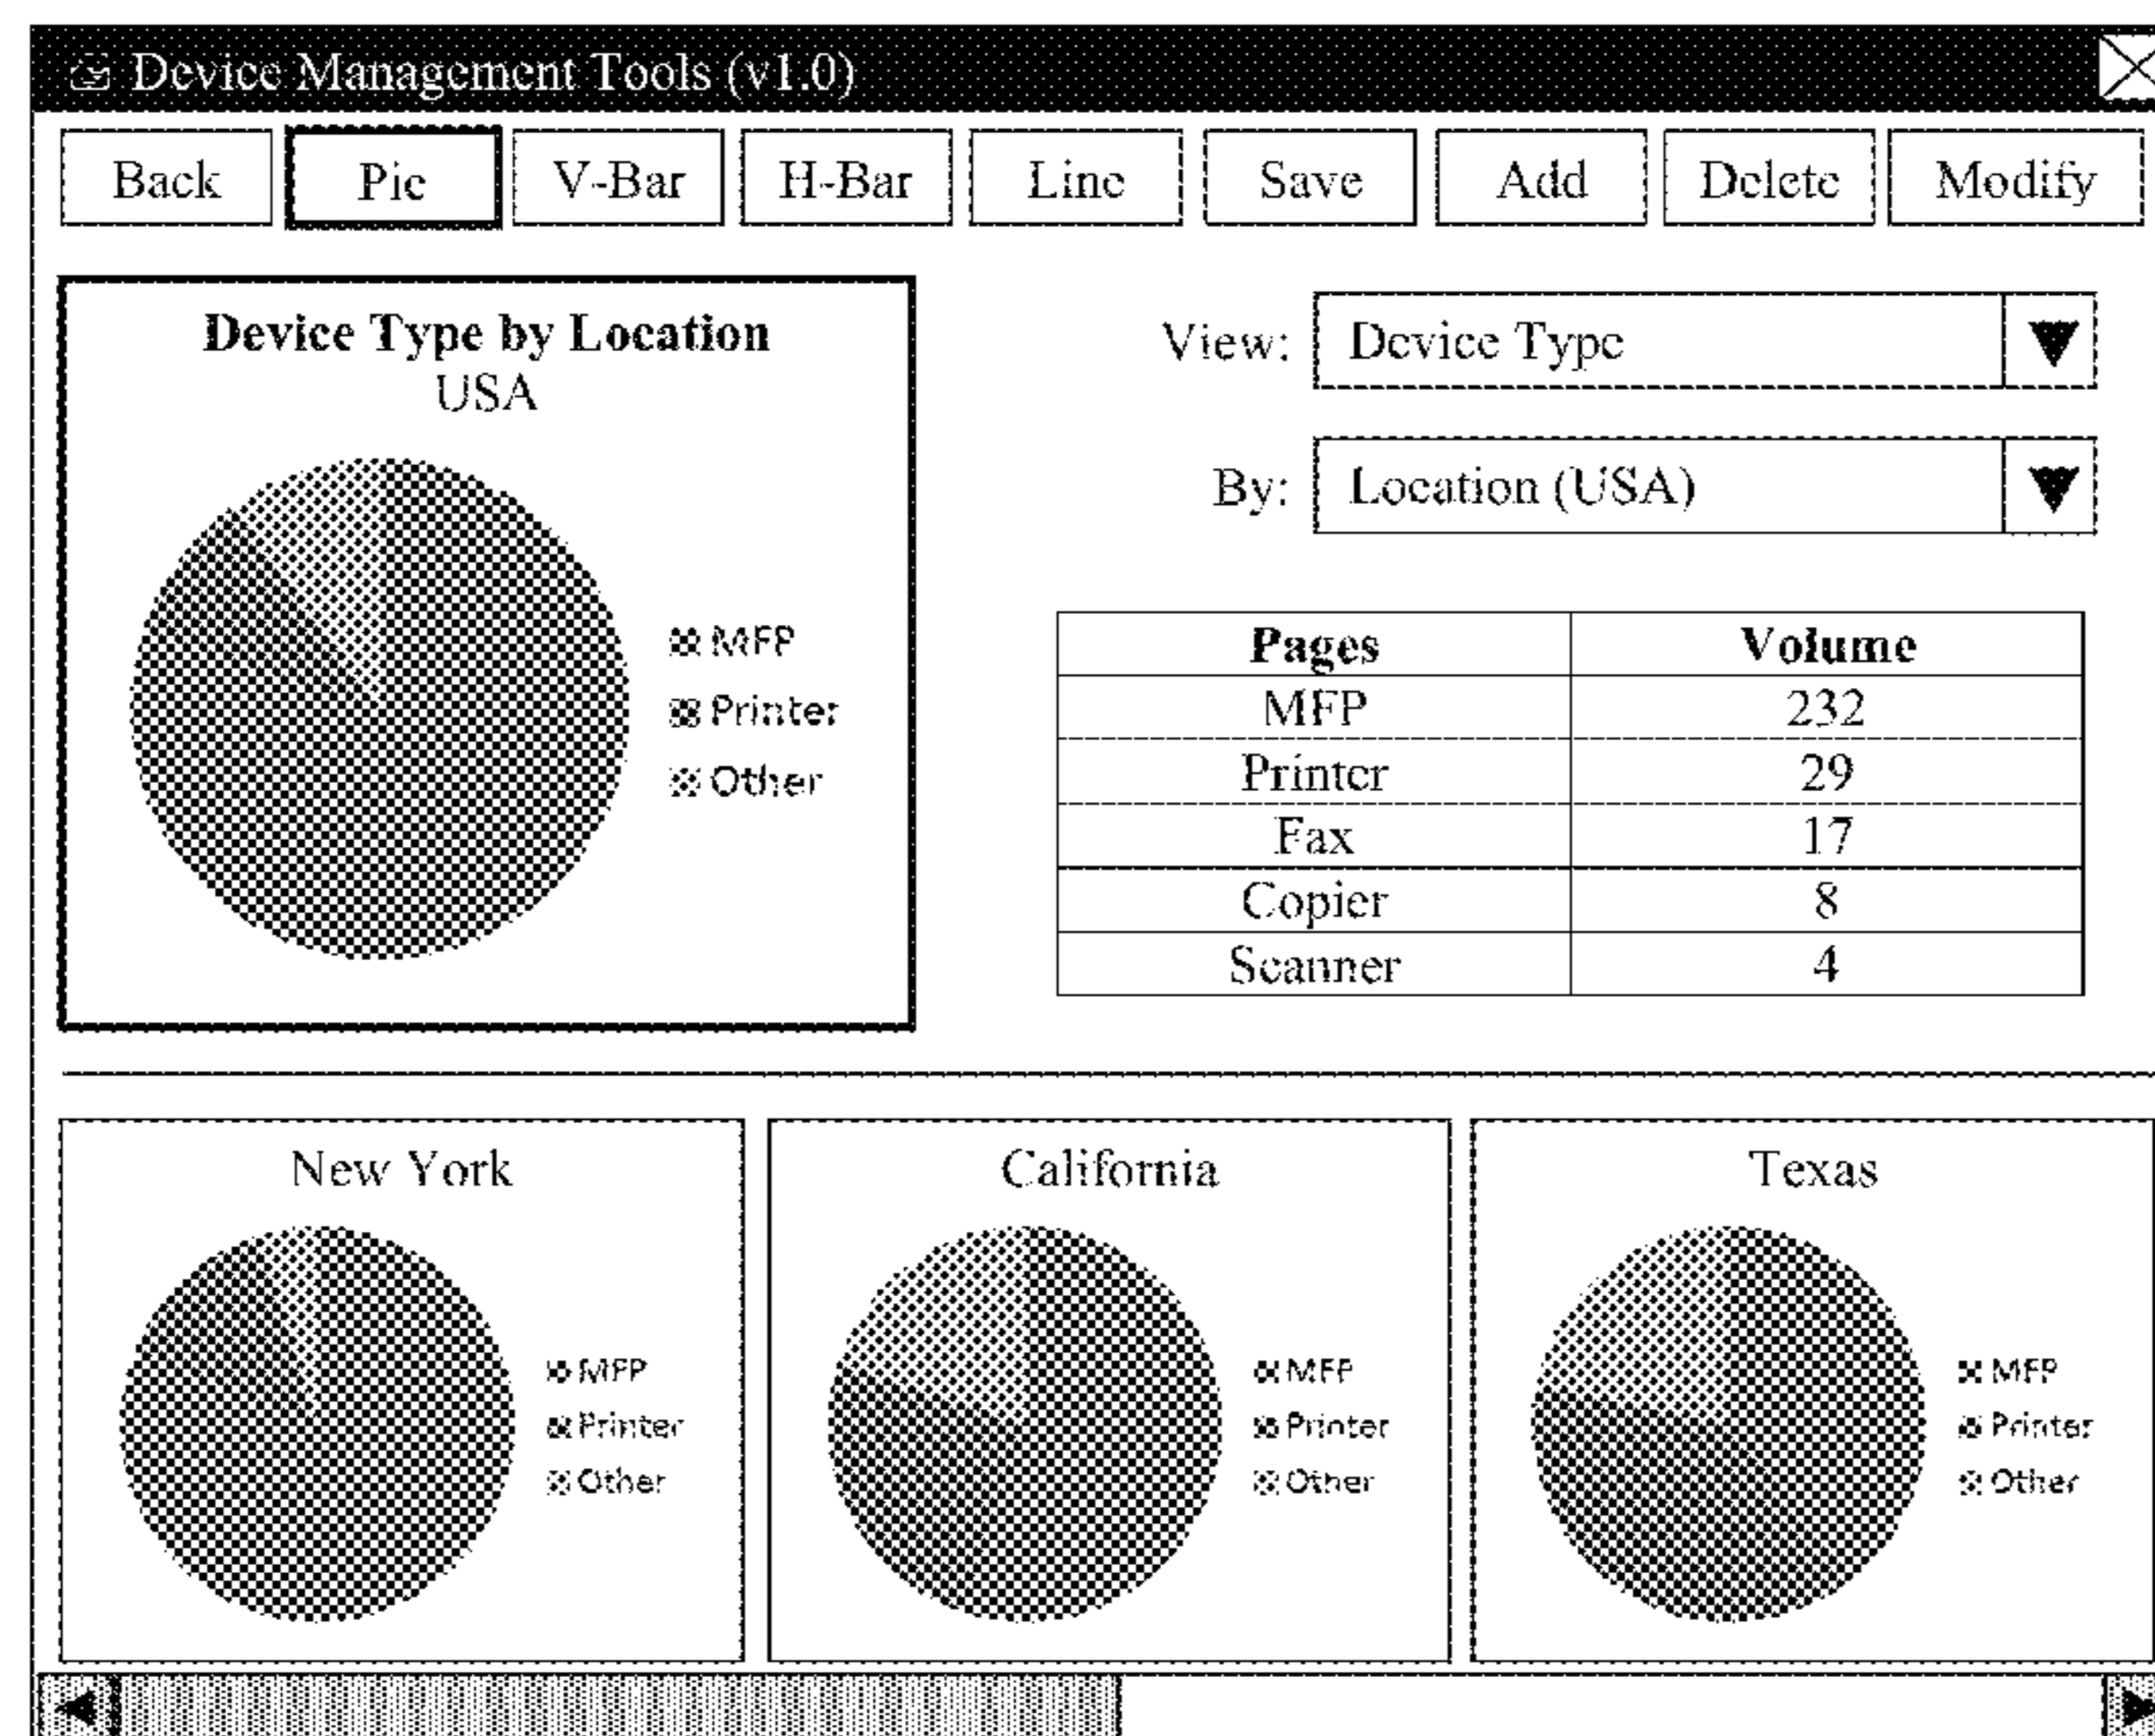 Device Management Tools (v1.0)
Back Pie V-Bar H-Bar Line Save Add Delete Modify
Device Type by Location
USA
MFP
Printer
Other
View: Device Type
By: Location (USA)
Pages Volume
MFP 232
Printer 29
Fax 17
Copier 8
Scanner 4
New York
MFP
Printer
Other
California
MFP
Printer
Other
Texas
MFP
Printer
Other